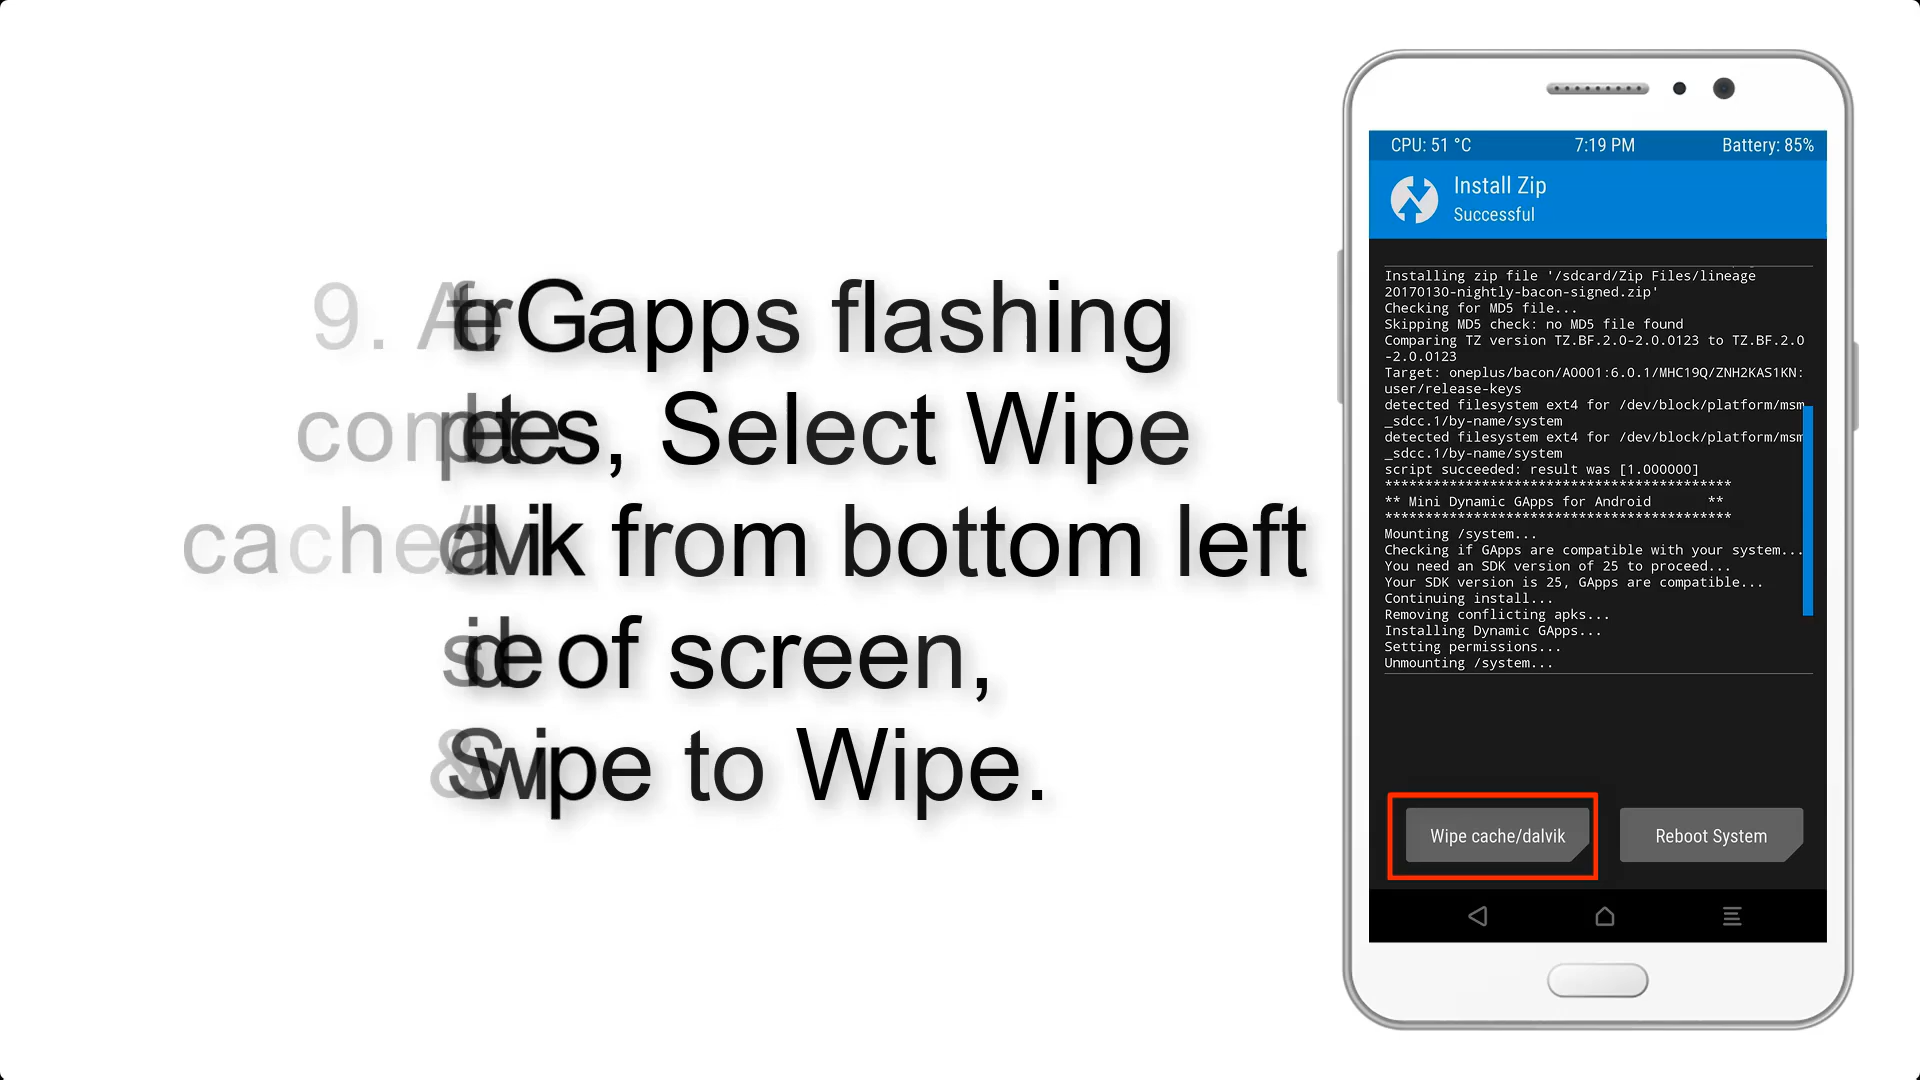 9. After Gapps flashing
completes, Select Wipe
cache/dalvik from bottom left
side of screen,
& Swipe to Wipe.
CPU: 51 °C 7:19 PM Battery: 85%
Install Zip
Successful
Installing zip file '/sdcard/Zip Files/lineage
20170130-nightly-bacon-signed.zip'
Checking for MD5 file...
Skipping MD5 check: no MD5 file found
Comparing TZ version TZ.BF.2.0-2.0.0123 to TZ.BF.2.0
-2.0.0123
Target: oneplus/bacon/A0001:6.0.1/MHC19Q/ZNH2KAS1KN:
user/release-keys
detected filesystem ext4 for /dev/block/platform/msm
_sdcc.1/by-name/system
detected filesystem ext4 for /dev/block/platform/msm
_sdcc.1/by-name/system
script succeeded: result was [1.000000]
*******************************************
** Mini Dynamic GApps for Android **
*******************************************
Mounting /system...
Checking if GApps are compatible with your system...
You need an SDK version of 25 to proceed...
Your SDK version is 25, GApps are compatible...
Continuing install...
Removing conflicting apks...
Installing Dynamic GApps...
Setting permissions...
Unmounting /system...
Wipe cache/dalvik Reboot System